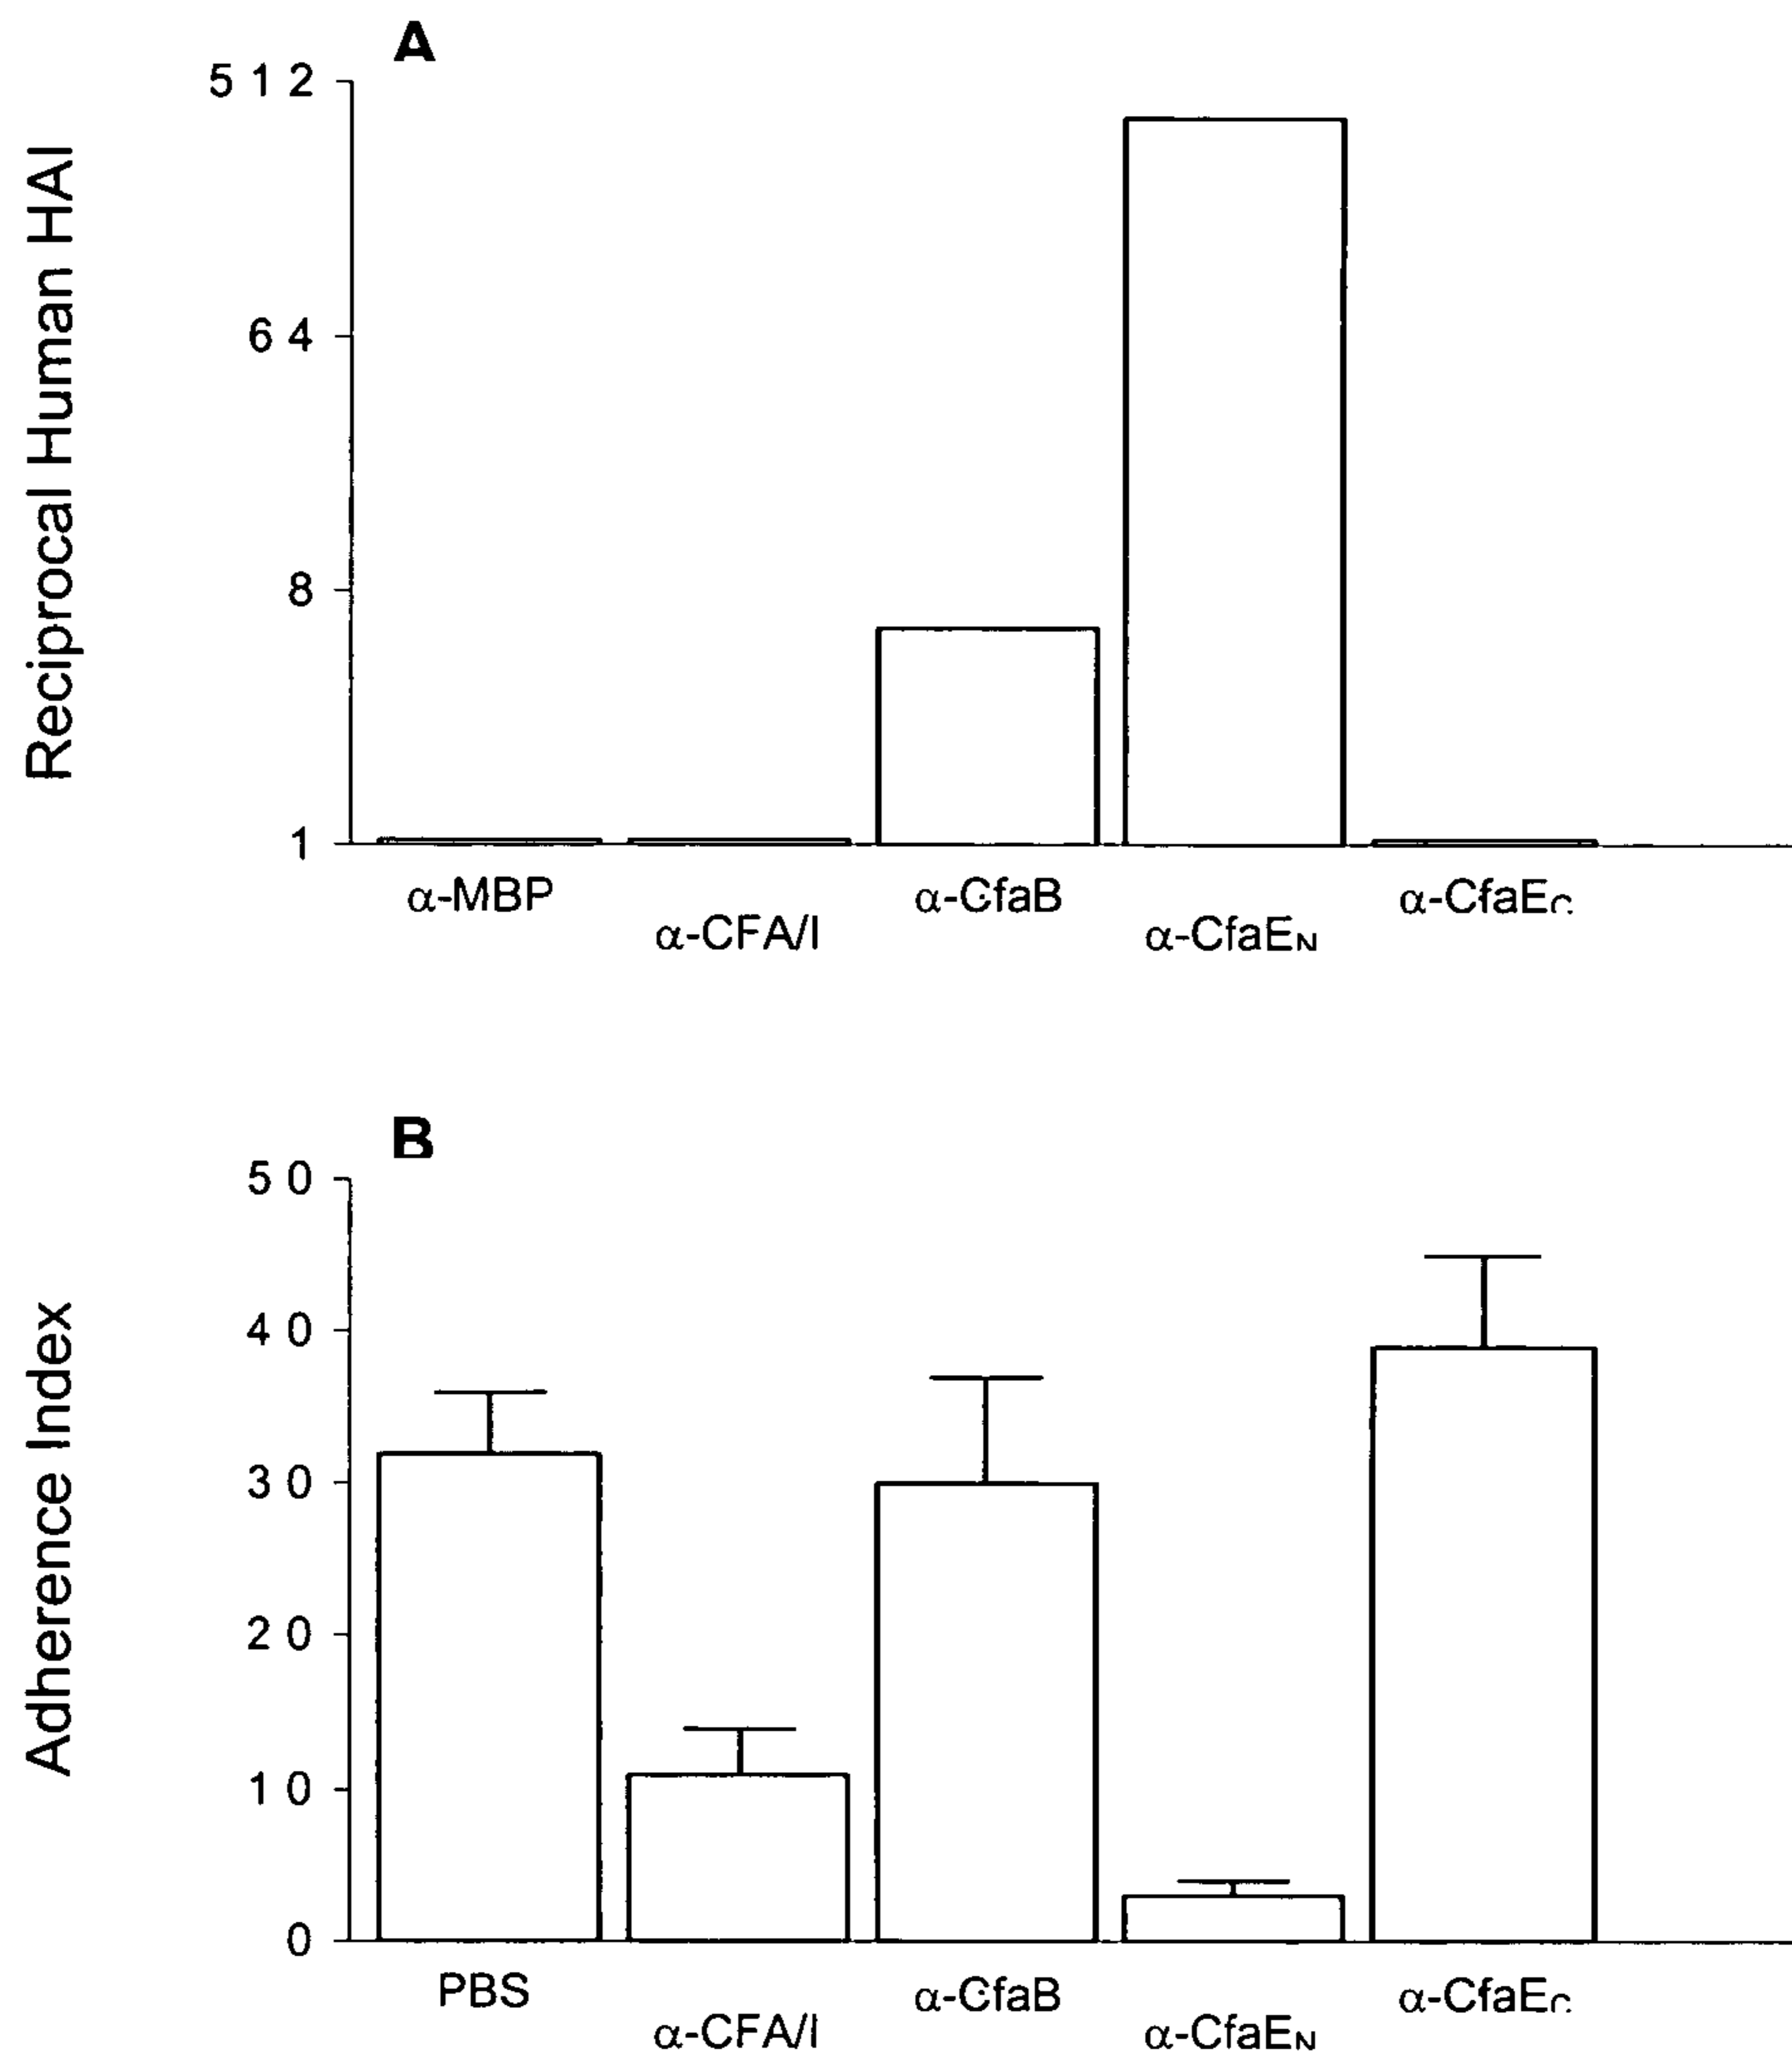 A
512
64
8
1
Reciprocal Human HAI
α-MBP
α-CFA/I
α-CfaB
α-CfaEN
α-CfaEC
B
50
40
30
20
10
0
Adherence Index
PBS
α-CFA/I
α-CfaB
α-CfaEN
α-CfaEC